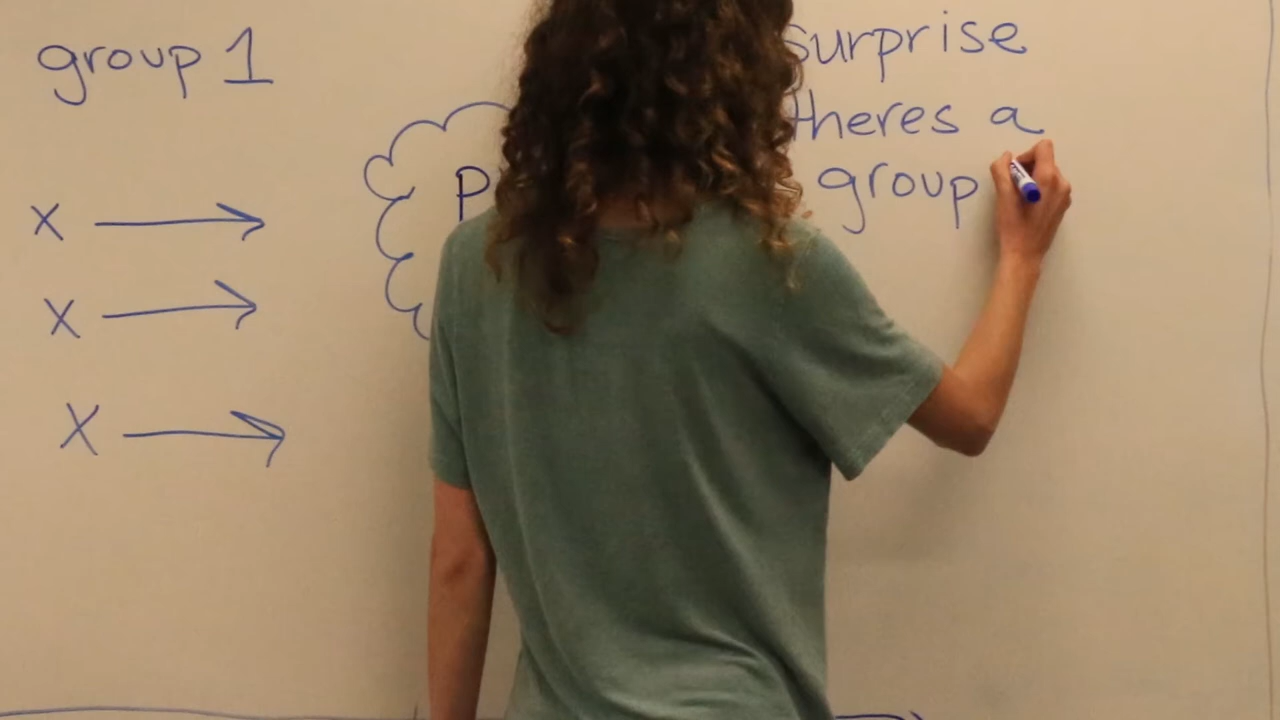 group 1
x
x
x
surprise
theres a
group